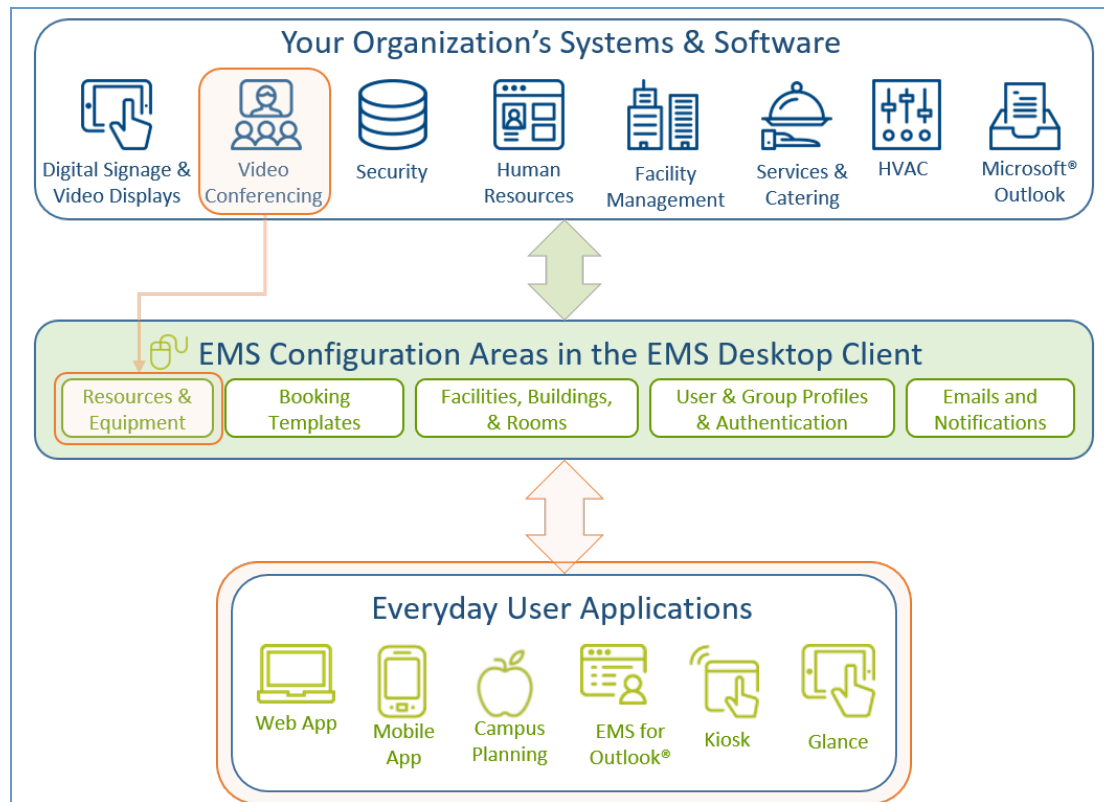 Your Organization's Systems & Software
Digital Signage &
Video Displays
Video
Conferencing
Security
Human
Resources
Facility
Management
Services &
Catering
HVAC
Microsoft®
Outlook
EMS Configuration Areas in the EMS Desktop Client
Resources &
Equipment
Booking
Templates
Facilities, Buildings,
& Rooms
User & Group Profiles
& Authentication
Emails and
Notifications
Everyday User Applications
Web App
Mobile
App
Campus
Planning
EMS for
Outlook®
Kiosk
Glance